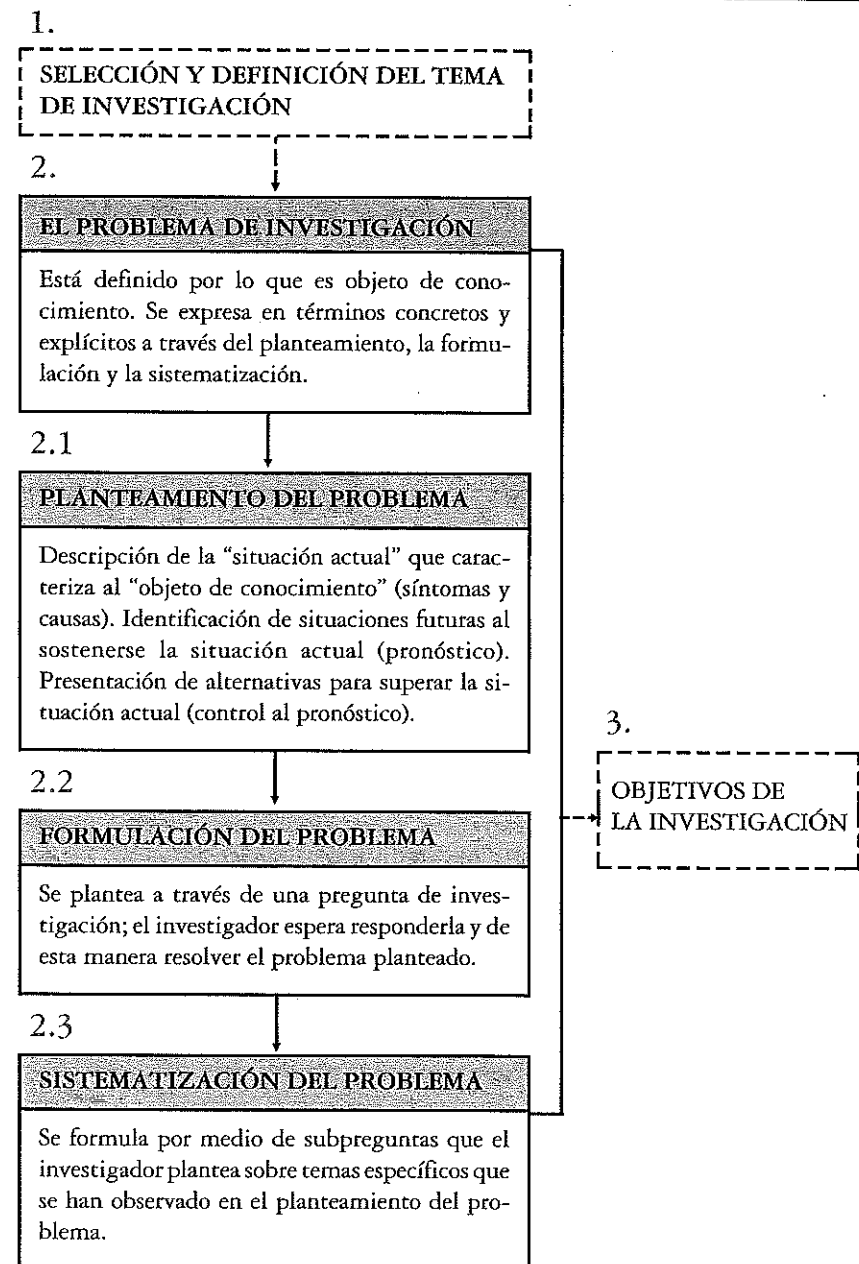 1.
SELECCIÓN Y DEFINICIÓN DEL TEMA
DE INVESTIGACIÓN
2.
EL PROBLEMA DE INVESTIGACIÓN
Está definido por lo que es objeto de cono-
cimiento. Se expresa en términos concretos y
explícitos a través del planteamiento, la formu-
lación y la sistematización.
2.1
PLANTEAMIENTO DEL PROBLEMA
Descripción de la “situación actual” que carac-
teriza al “objeto de conocimiento” (síntomas y
causas). Identificación de situaciones futuras al
sostenerse la situación actual (pronóstico).
Presentación de alternativas para superar la si-
tuación actual (control al pronóstico).
2.2
FORMULACIÓN DEL PROBLEMA
Se plantea a través de una pregunta de inves-
tigación; el investigador espera responderla y de
esta manera resolver el problema planteado.
2.3
SISTEMATIZACIÓN DEL PROBLEMA
Se formula por medio de subpreguntas que el
investigador plantea sobre temas específicos que
se han observado en el planteamiento del pro-
blema.
3.
OBJETIVOS DE
LA INVESTIGACIÓN